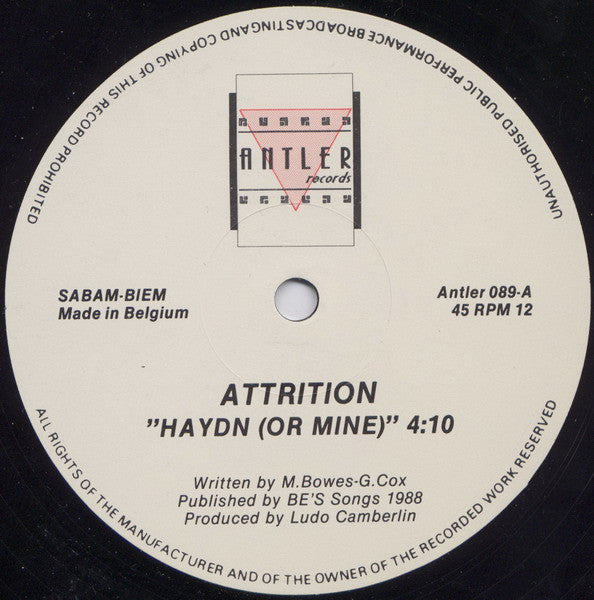 UNAUTHORISED PUBLIC PERFORMANCE BROADCASTING AND COPYING OF THIS RECORD PROHIBITED
ANTLER
records
SABAM-BIEM
Made in Belgium
Antler 089-A
45 RPM 12
ATTRITION
"HAYDN (OR MINE)" 4:10
Written by M.Bowes-G.Cox
Published by BE'S Songs 1988
Produced by Ludo Camberlin
ALL RIGHTS OF THE MANUFACTURER AND OF THE OWNER OF THE RECORDED WORK RESERVED